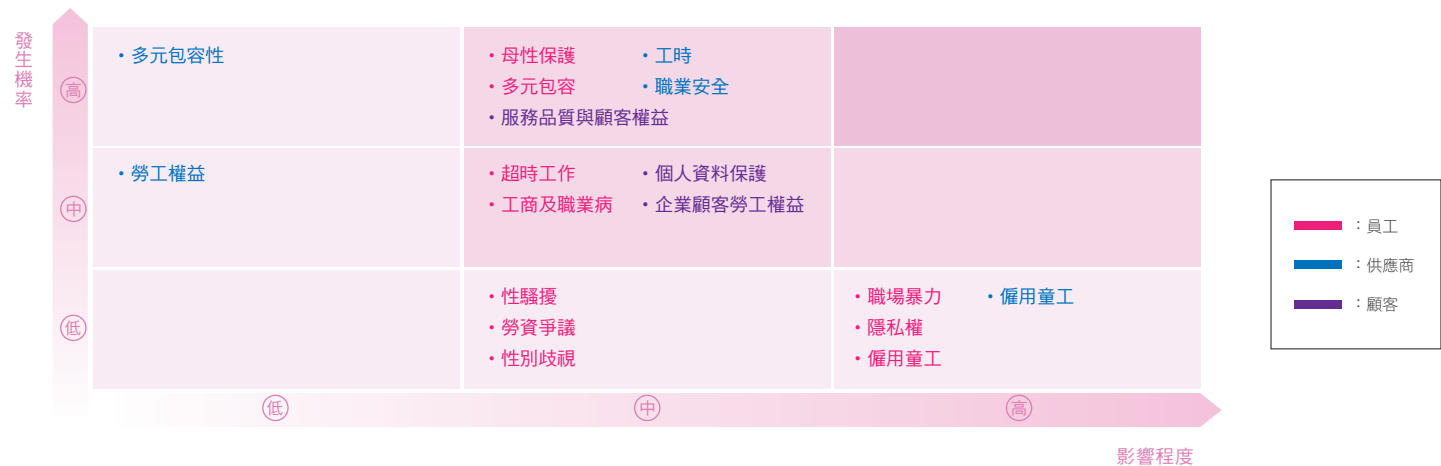 發生機率
高
・多元包容性
・母性保護 ・工時
・多元包容 ・職業安全
・服務品質與顧客權益
中
・勞工權益
・超時工作 ・個人資料保護
・工商及職業病 ・企業顧客勞工權益
低
・性騷擾
・勞資爭議
・性別歧視
・職場暴力 ・僱用童工
・隱私權
・僱用童工
低 中 高
影響程度
：員工
：供應商
：顧客